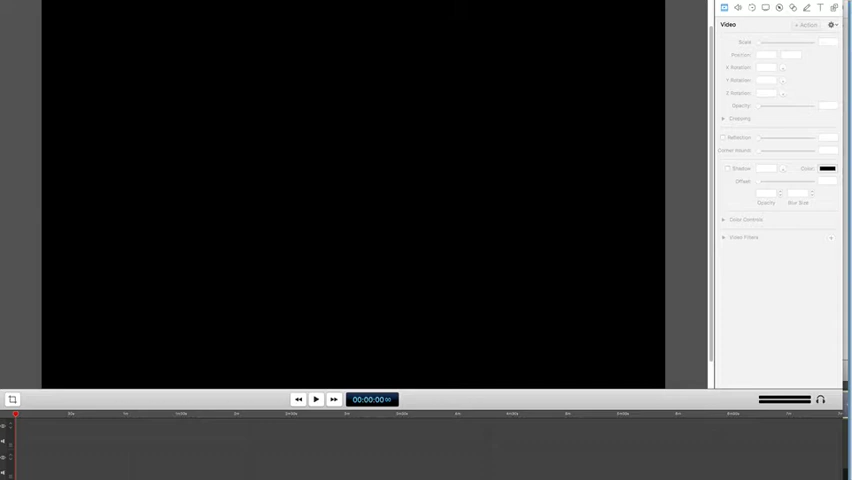 Video
+ Action
Scale
Position
X Rotation
Y Rotation
Z Rotation
Opacity
Cropping
Reflection
Corner Round
Shadow
Color
Offset
Opacity
Blur Size
Color Controls
Video Filters
00:00:00